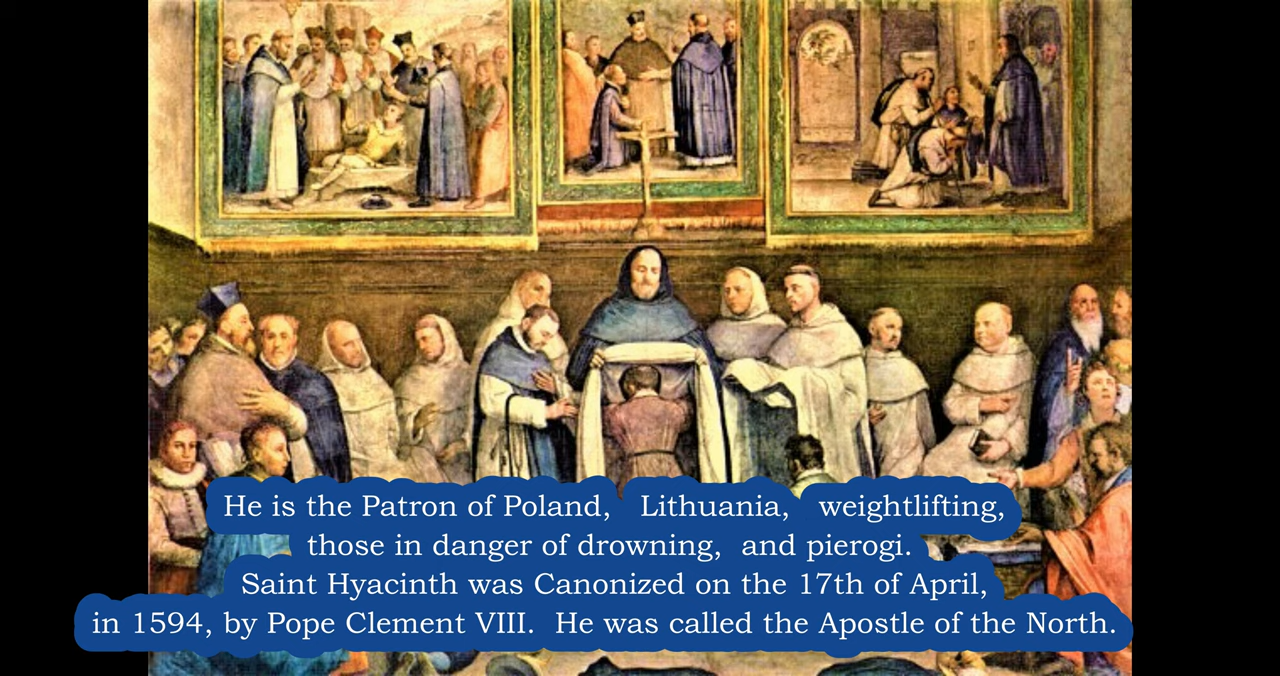 He is the Patron of Poland, Lithuania, weightlifting,
those in danger of drowning, and pierogi.
Saint Hyacinth was Canonized on the 17th of April,
in 1594, by Pope Clement VIII. He was called the Apostle of the North.